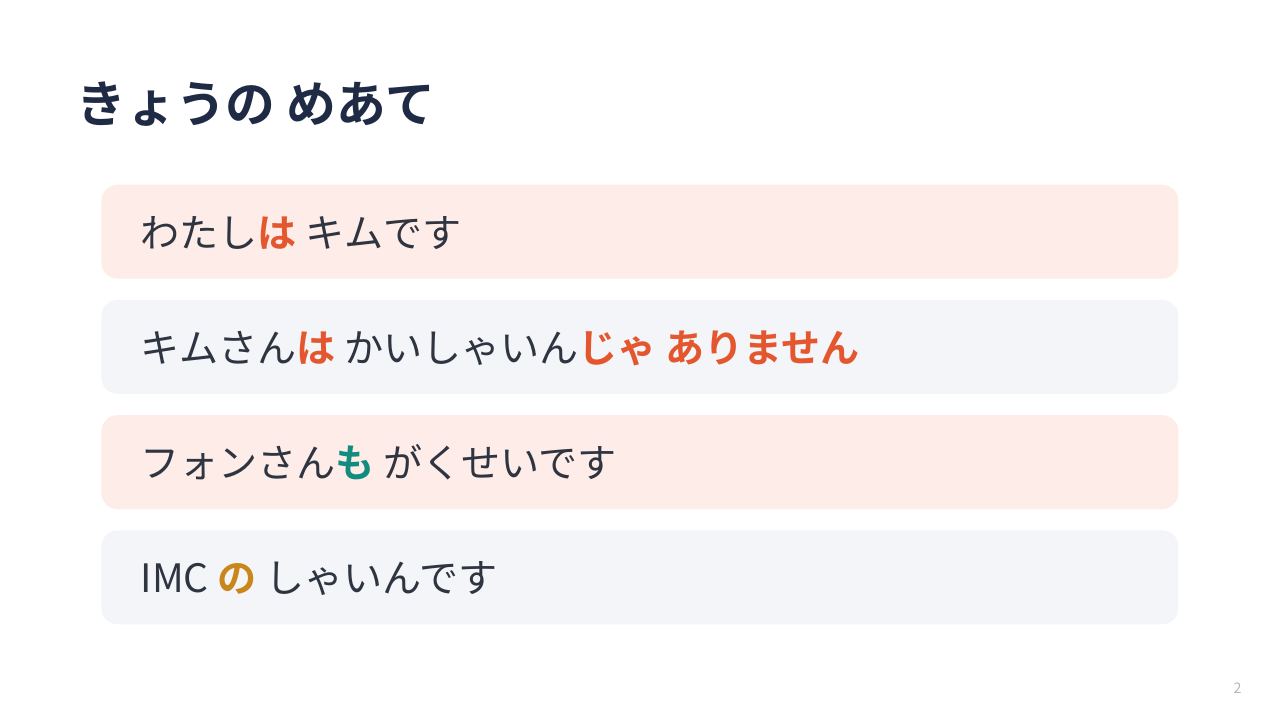 きょうの めあて
わたしは キムです
キムさんは かいしゃいんじゃ ありません
フォンさんも がくせいです
IMC の しゃいんです
2